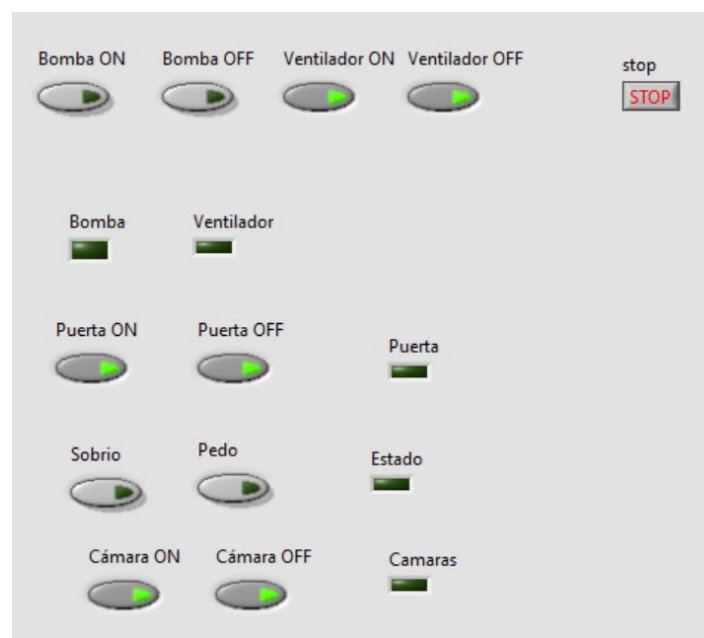 Bomba ON Bomba OFF Ventilador ON Ventilador OFF stop
STOP
Bomba Ventilador
Puerta ON Puerta OFF Puerta
Sobrio Pedo Estado
Cámara ON Cámara OFF Camaras